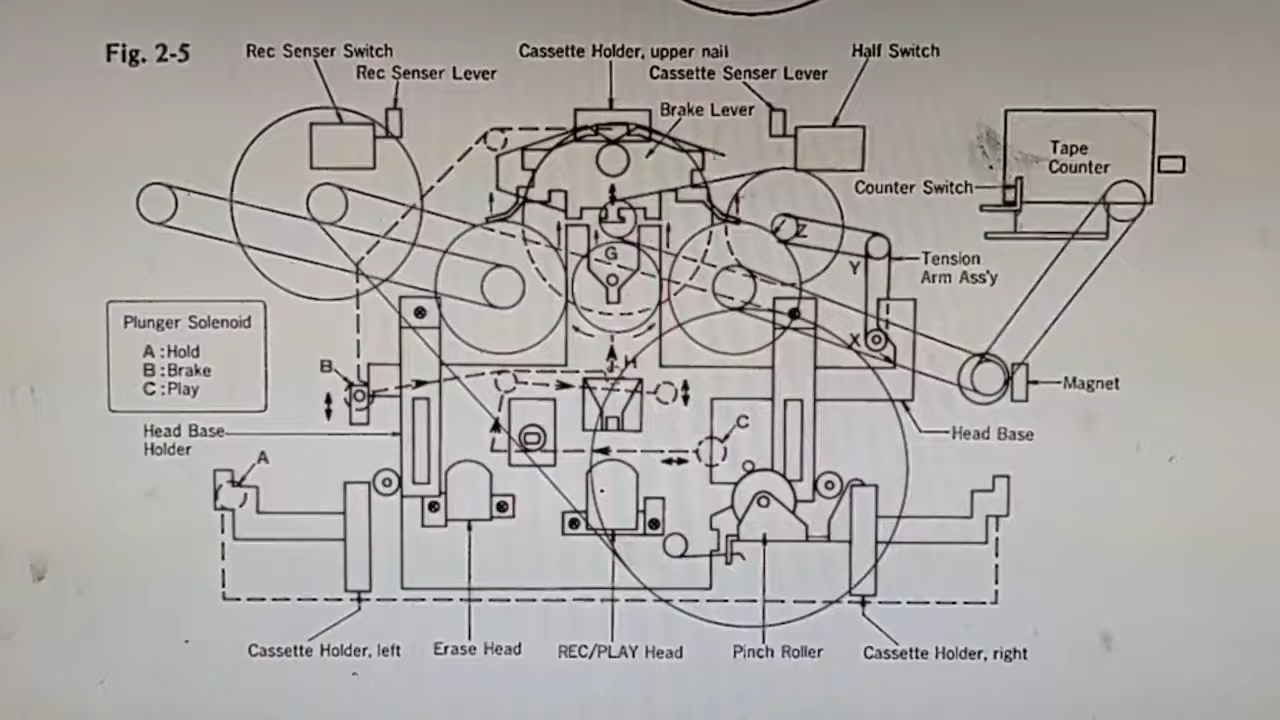 Fig. 2-5
Rec Senser Switch
Rec Senser Lever
Cassette Holder, upper nail
Cassette Senser Lever
Half Switch
Brake Lever
Tape
Counter
Counter Switch
Z
G
Y
Tension
Arm Ass'y
Plunger Solenoid
A :Hold
B :Brake
C :Play
X
B
H
Magnet
C
Head Base
Holder
Head Base
A
Cassette Holder, left
Erase Head
REC/PLAY Head
Pinch Roller
Cassette Holder, right